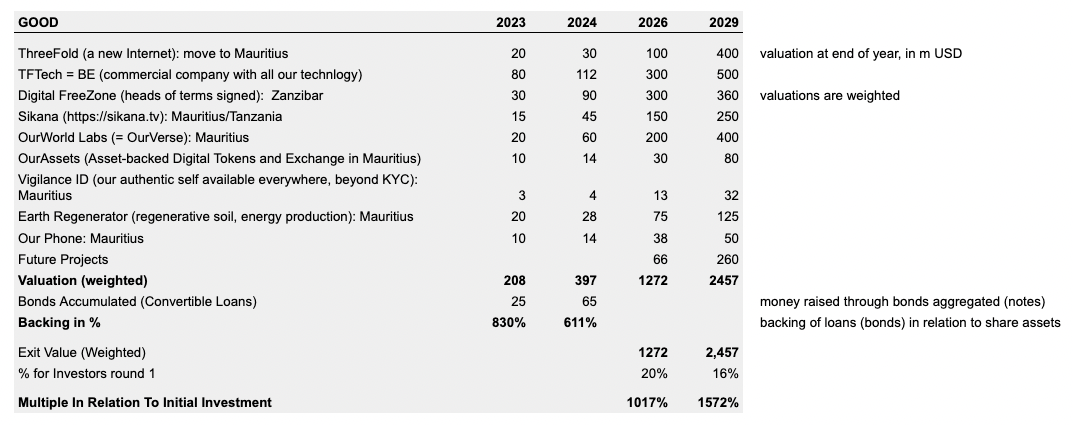 GOOD 2023 2024 2026 2029
ThreeFold (a new Internet): move to Mauritius 20 30 100 400 valuation at end of year, in m USD
TFTech = BE (commercial company with all our technlogy) 80 112 300 500
Digital FreeZone (heads of terms signed): Zanzibar 30 90 300 360 valuations are weighted
Sikana (https://sikana.tv): Mauritius/Tanzania 15 45 150 250
OurWorld Labs (= OurVerse): Mauritius 20 60 200 400
OurAssets (Asset-backed Digital Tokens and Exchange in Mauritius) 10 14 30 80
Vigilance ID (our authentic self available everywhere, beyond KYC):
Mauritius 3 4 13 32
Earth Regenerator (regenerative soil, energy production): Mauritius 20 28 75 125
Our Phone: Mauritius 10 14 38 50
Future Projects 66 260
Valuation (weighted) 208 397 1272 2457
Bonds Accumulated (Convertible Loans) 25 65 money raised through bonds aggregated (notes)
Backing in % 830% 611% backing of loans (bonds) in relation to share assets
Exit Value (Weighted) 1272 2,457
% for Investors round 1 20% 16%
Multiple In Relation To Initial Investment 1017% 1572%